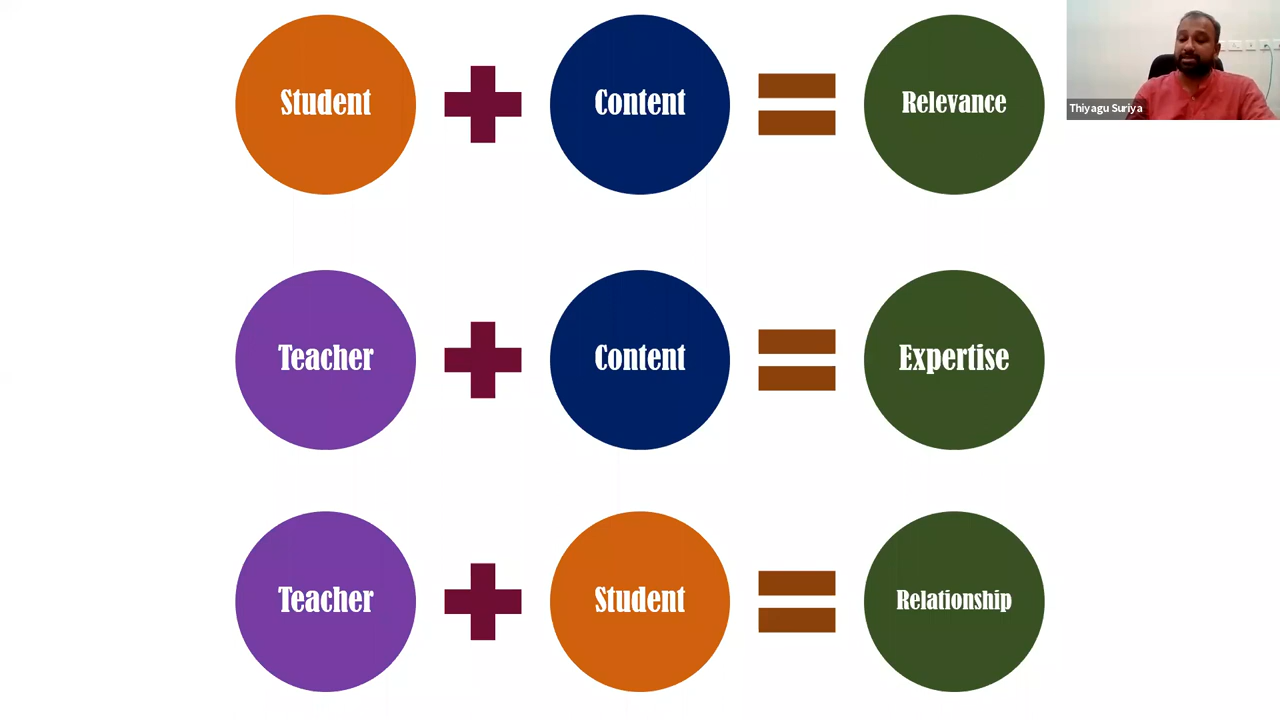 Student + Content = Relevance
Thiyagu Suriya
Teacher + Content = Expertise
Teacher + Student = Relationship